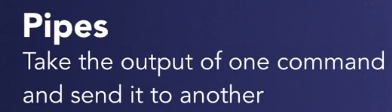 Pipes
Take the output of one command
and send it to another